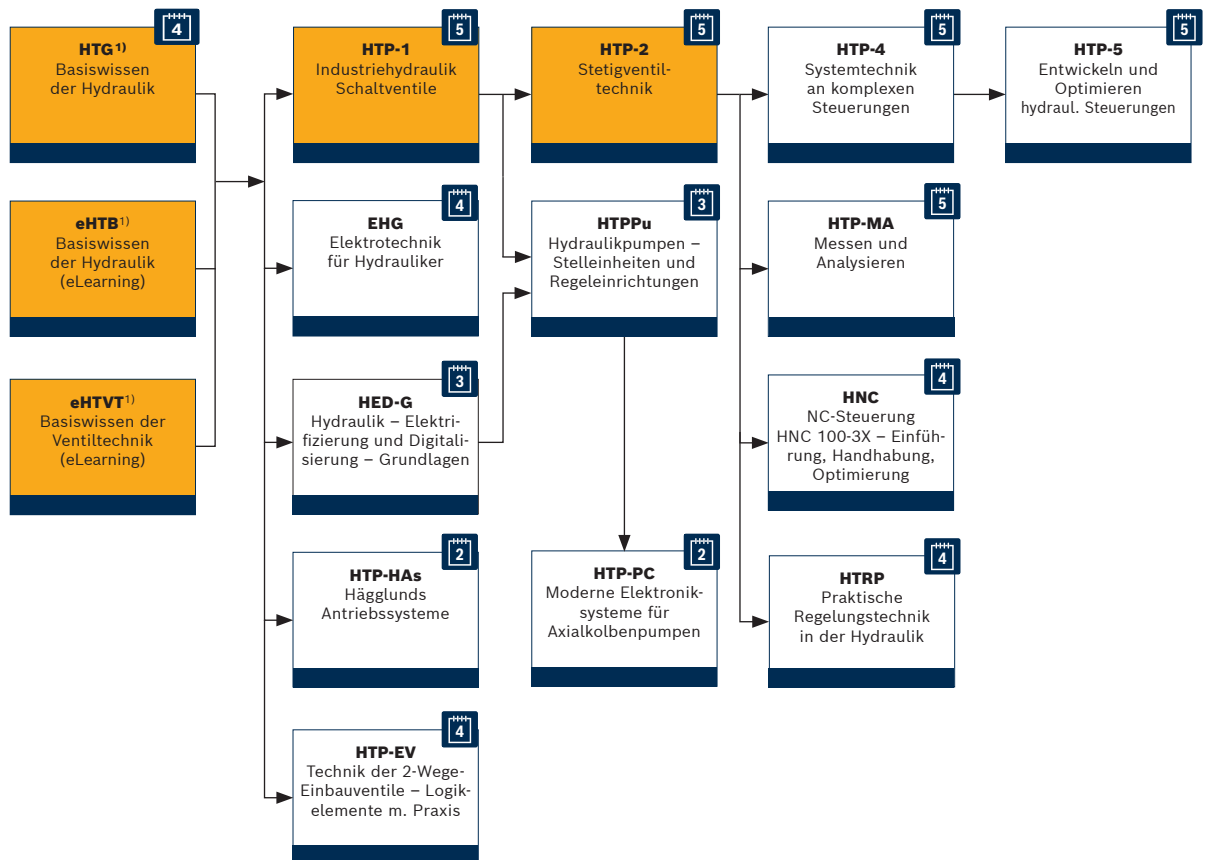 4
HTG¹⁾
Basiswissen
der Hydraulik
5
HTP-1
Industriehydraulik
Schaltventile
5
HTP-2
Stetigventil-
technik
5
HTP-4
Systemtechnik
an komplexen
Steuerungen
5
HTP-5
Entwickeln und
Optimieren
hydraul. Steuerungen
eHTB¹⁾
Basiswissen
der Hydraulik
(eLearning)
4
EHG
Elektrotechnik
für Hydrauliker
3
HTPPu
Hydraulikpumpen –
Stelleinheiten und
Regeleinrichtungen
5
HTP-MA
Messen und
Analysieren
eHTVT¹⁾
Basiswissen der
Ventiltechnik
(eLearning)
3
HED-G
Hydraulik – Elektri-
fizierung und Digitali-
sierung – Grundlagen
4
HNC
NC-Steuerung
HNC 100-3X – Einfüh-
rung, Handhabung,
Optimierung
2
HTP-HAs
Hägglunds
Antriebssysteme
2
HTP-PC
Moderne Elektronik-
systeme für
Axialkolbenpumpen
4
HTRP
Praktische
Regelungstechnik
in der Hydraulik
4
HTP-EV
Technik der 2-Wege-
Einbauventile – Logik-
elemente m. Praxis